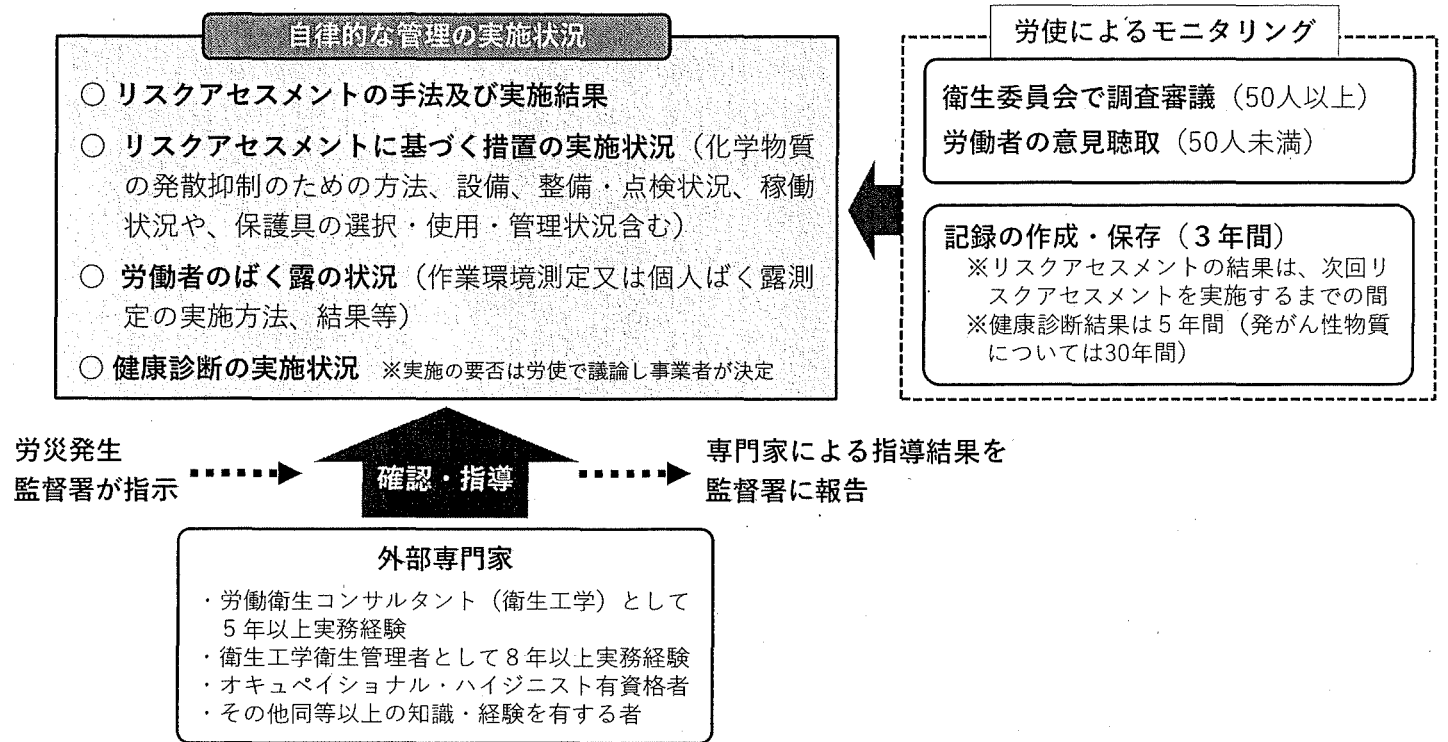 自律的な管理の実施状況
○ リスクアセスメントの手法及び実施結果
○ リスクアセスメントに基づく措置の実施状況（化学物質
の発散抑制のための方法、設備、整備・点検状況、稼働
状況や、保護具の選択・使用・管理状況含む）
○ 労働者のばく露の状況（作業環境測定又は個人ばく露測
定の実施方法、結果等）
○ 健康診断の実施状況 ※実施の要否は労使で議論し事業者が決定
労使によるモニタリング
衛生委員会で調査審議（50人以上）
労働者の意見聴取（50人未満）
記録の作成・保存（３年間）
※リスクアセスメントの結果は、次回リ
スクアセスメントを実施するまでの間
※健康診断結果は５年間（発がん性物質
については30年間）
労災発生
監督署が指示
確認・指導
専門家による指導結果を
監督署に報告
外部専門家
・労働衛生コンサルタント（衛生工学）として
５年以上実務経験
・衛生工学衛生管理者として８年以上実務経験
・オキュペイショナル・ハイジニスト有資格者
・その他同等以上の知識・経験を有する者